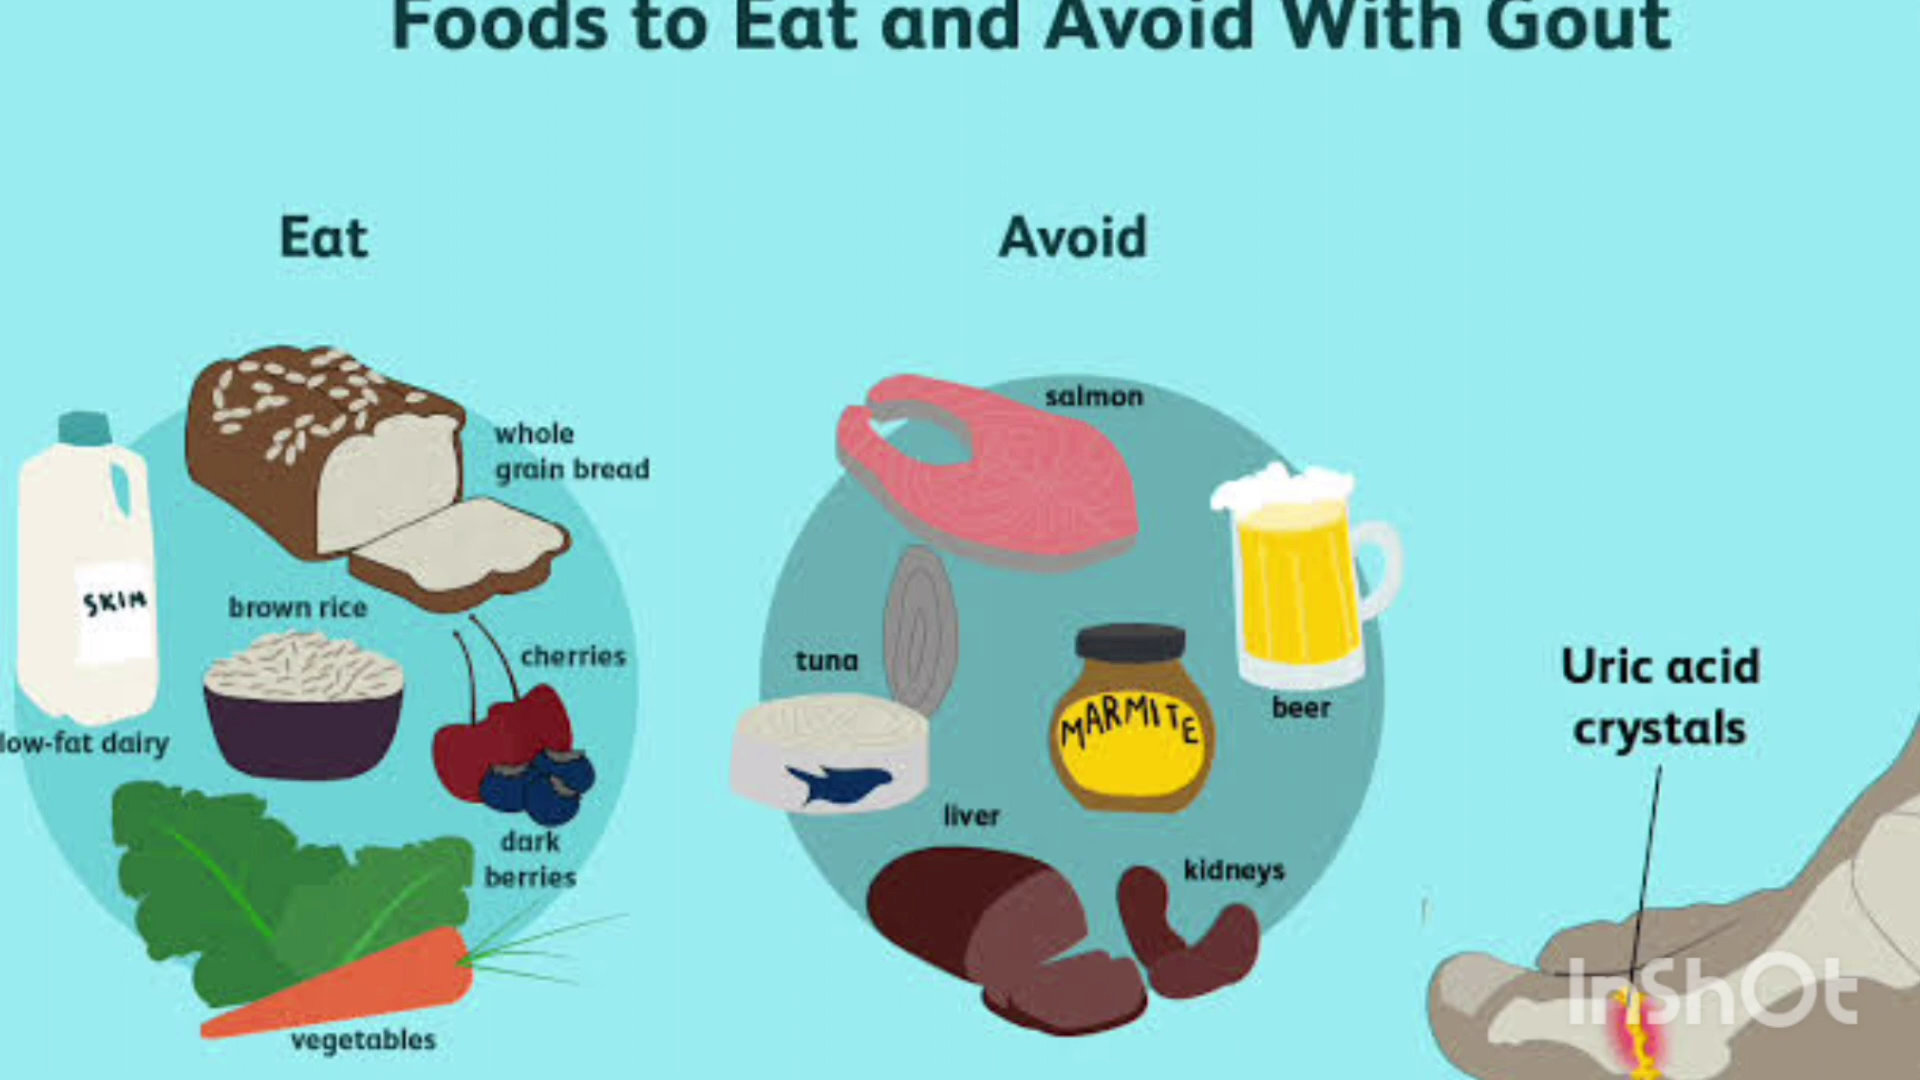 Foods to Eat and Avoid With Gout
Eat
Avoid
whole
grain bread
SKIM
brown rice
cherries
low-fat dairy
dark
berries
vegetables
salmon
tuna
MARMITE
beer
liver
kidneys
Uric acid
crystals
InShOt